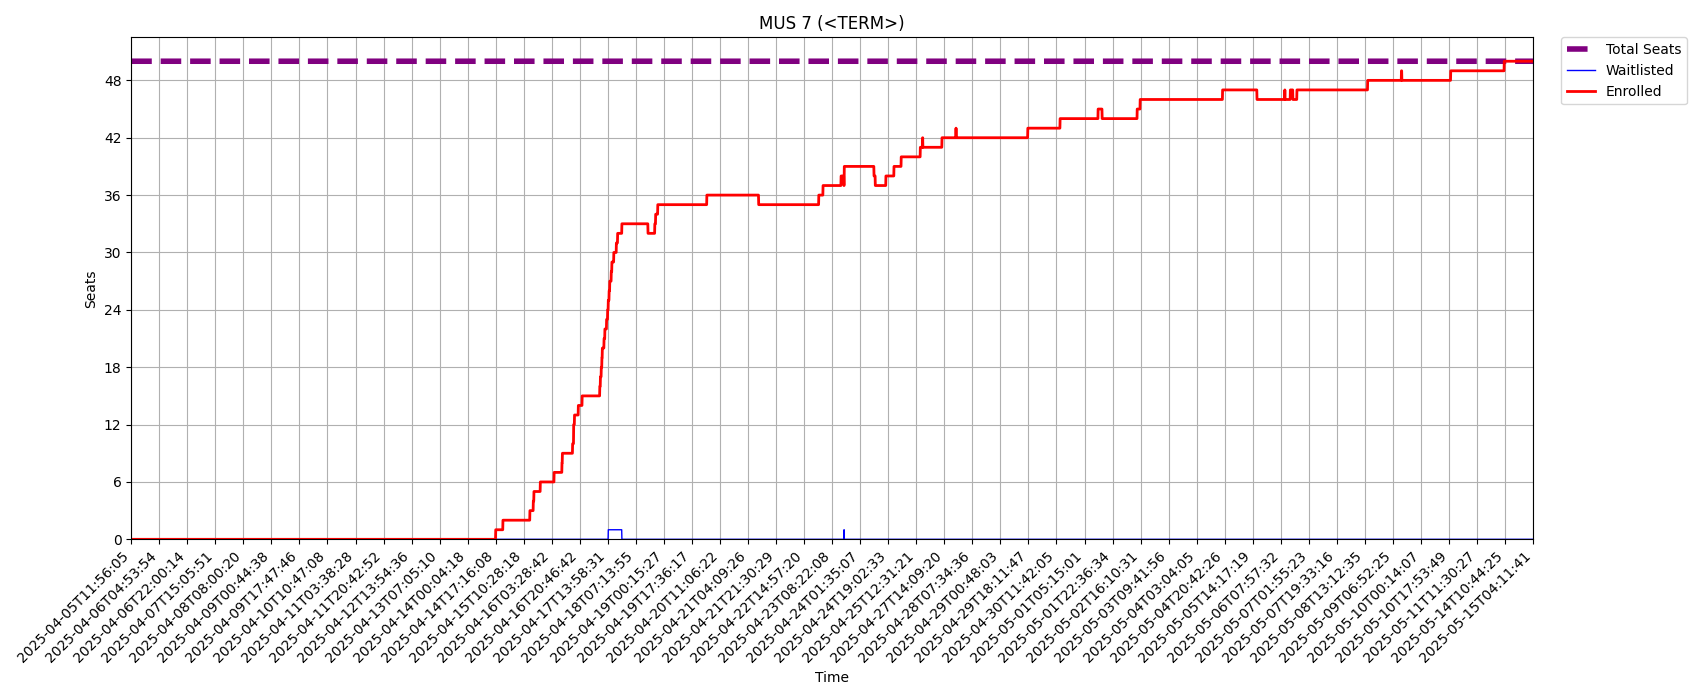 MUS 7 (<TERM>)
Total Seats
Waitlisted
Enrolled
Seats
48
42
36
30
24
18
12
6
0
2025-04-05T11:56:05
2025-04-06T04:53:54
2025-04-06T22:00:14
2025-04-07T15:05:51
2025-04-08T08:00:20
2025-04-09T00:44:38
2025-04-09T17:47:46
2025-04-10T10:47:08
2025-04-11T03:38:28
2025-04-11T20:42:52
2025-04-12T13:54:36
2025-04-13T07:05:10
2025-04-14T00:04:18
2025-04-14T17:16:08
2025-04-15T10:28:18
2025-04-16T03:28:42
2025-04-16T20:46:42
2025-04-17T13:58:31
2025-04-18T07:13:55
2025-04-19T00:15:27
2025-04-19T17:36:17
2025-04-20T11:06:22
2025-04-21T04:09:26
2025-04-21T21:30:29
2025-04-22T14:57:20
2025-04-23T08:22:08
2025-04-24T01:35:07
2025-04-24T19:02:33
2025-04-25T12:31:21
2025-04-27T14:09:20
2025-04-28T07:34:36
2025-04-29T00:48:03
2025-04-29T18:11:47
2025-04-30T11:42:05
2025-05-01T05:15:01
2025-05-01T22:36:34
2025-05-02T16:10:31
2025-05-03T09:41:56
2025-05-04T03:04:05
2025-05-04T20:42:26
2025-05-05T14:17:19
2025-05-06T07:57:32
2025-05-07T01:55:23
2025-05-07T19:33:16
2025-05-08T13:12:35
2025-05-09T06:52:25
2025-05-10T00:14:07
2025-05-10T17:53:49
2025-05-11T11:30:27
2025-05-14T10:44:25
2025-05-15T04:11:41
Time